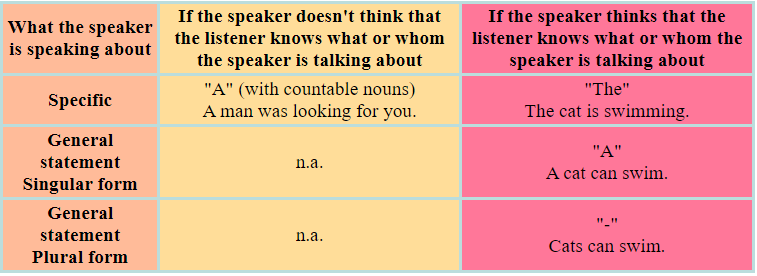 What the speaker
is speaking about
If the speaker doesn't think that
the listener knows what or whom
the speaker is talking about
If the speaker thinks that the
listener knows what or whom the
speaker is talking about
Specific
"A" (with countable nouns)
A man was looking for you.
"The"
The cat is swimming.
General
statement
Singular form
n.a.
"A"
A cat can swim.
General
statement
Plural form
n.a.
"-"
Cats can swim.